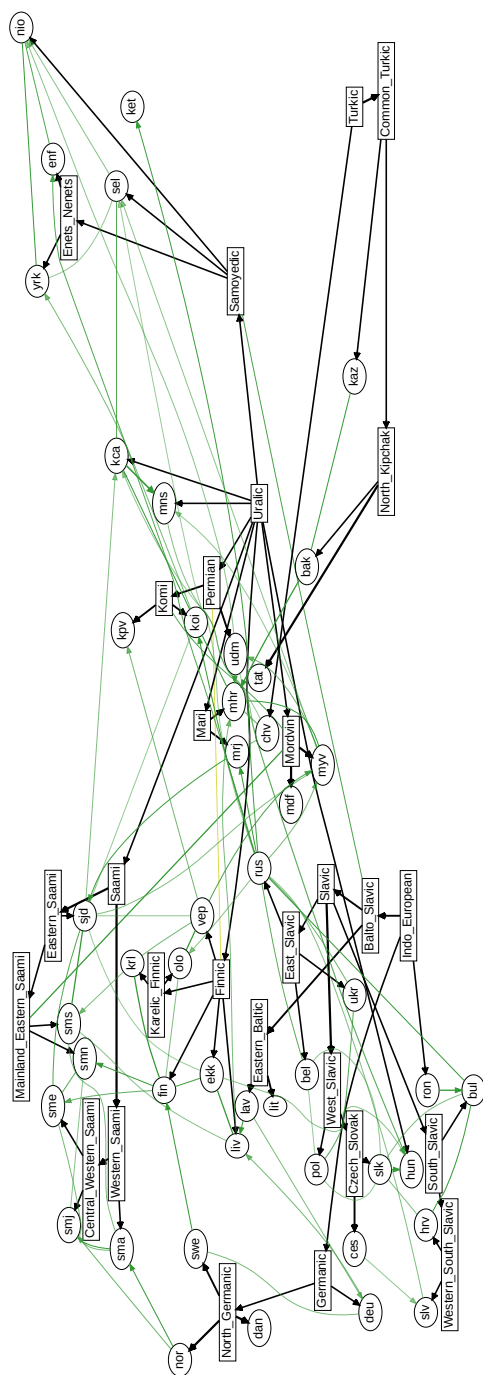 nio
ket
Common_Turkic
Turkic
enf
sel
Enets_Nenets
yrk
Samoyedic
kaz
kca
North_Kipchak
mns
Uralic
bak
Permian
Komi
koi
kpv
udm
tat
mhr
Mari
chv
mrj
Mordvin
myv
mdf
rus
Saami
Eastern_Saami
sjd
Slavic
Balto_Slavic
Indo_European
vep
East_Slavic
krl
olo
Karelic_Finnic
Finnic
Mainland_Eastern_Saami
sms
smn
ukr
Eastern_Baltic
bel
ekk
fin
lav
lit
West_Slavic
ron
bul
sme
liv
pol
Czech_Slovak
slk
hun
South_Slavic
Western_Saami
Central_Western_Saami
smj
sma
swe
ces
hrv
Western_South_Slavic
Germanic
deu
slv
North_Germanic
dan
nor